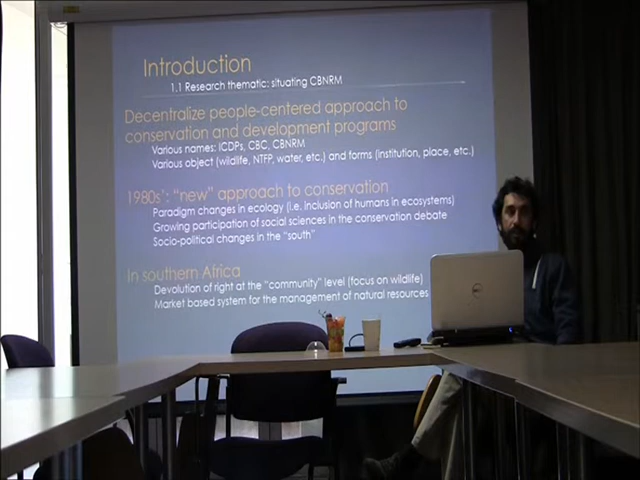 Introduction
1.1 Research thematic: situating CBNRM
Decentralize people-centered approach to
conservation and development programs
Various names: ICDPs, CBC, CBNRM
Various object (wildlife, NTFP, water, etc.) and forms (institution, place, etc.)
1980s': "new" approach to conservation
Paradigm changes in ecology (i.e. inclusion of humans in ecosystems)
Growing participation of social sciences in the conservation debate
Socio-political changes in the "south"
In southern Africa
Devolution of right at the "community" level (focus on wildlife)
Market based system for the management of natural resources
DELL